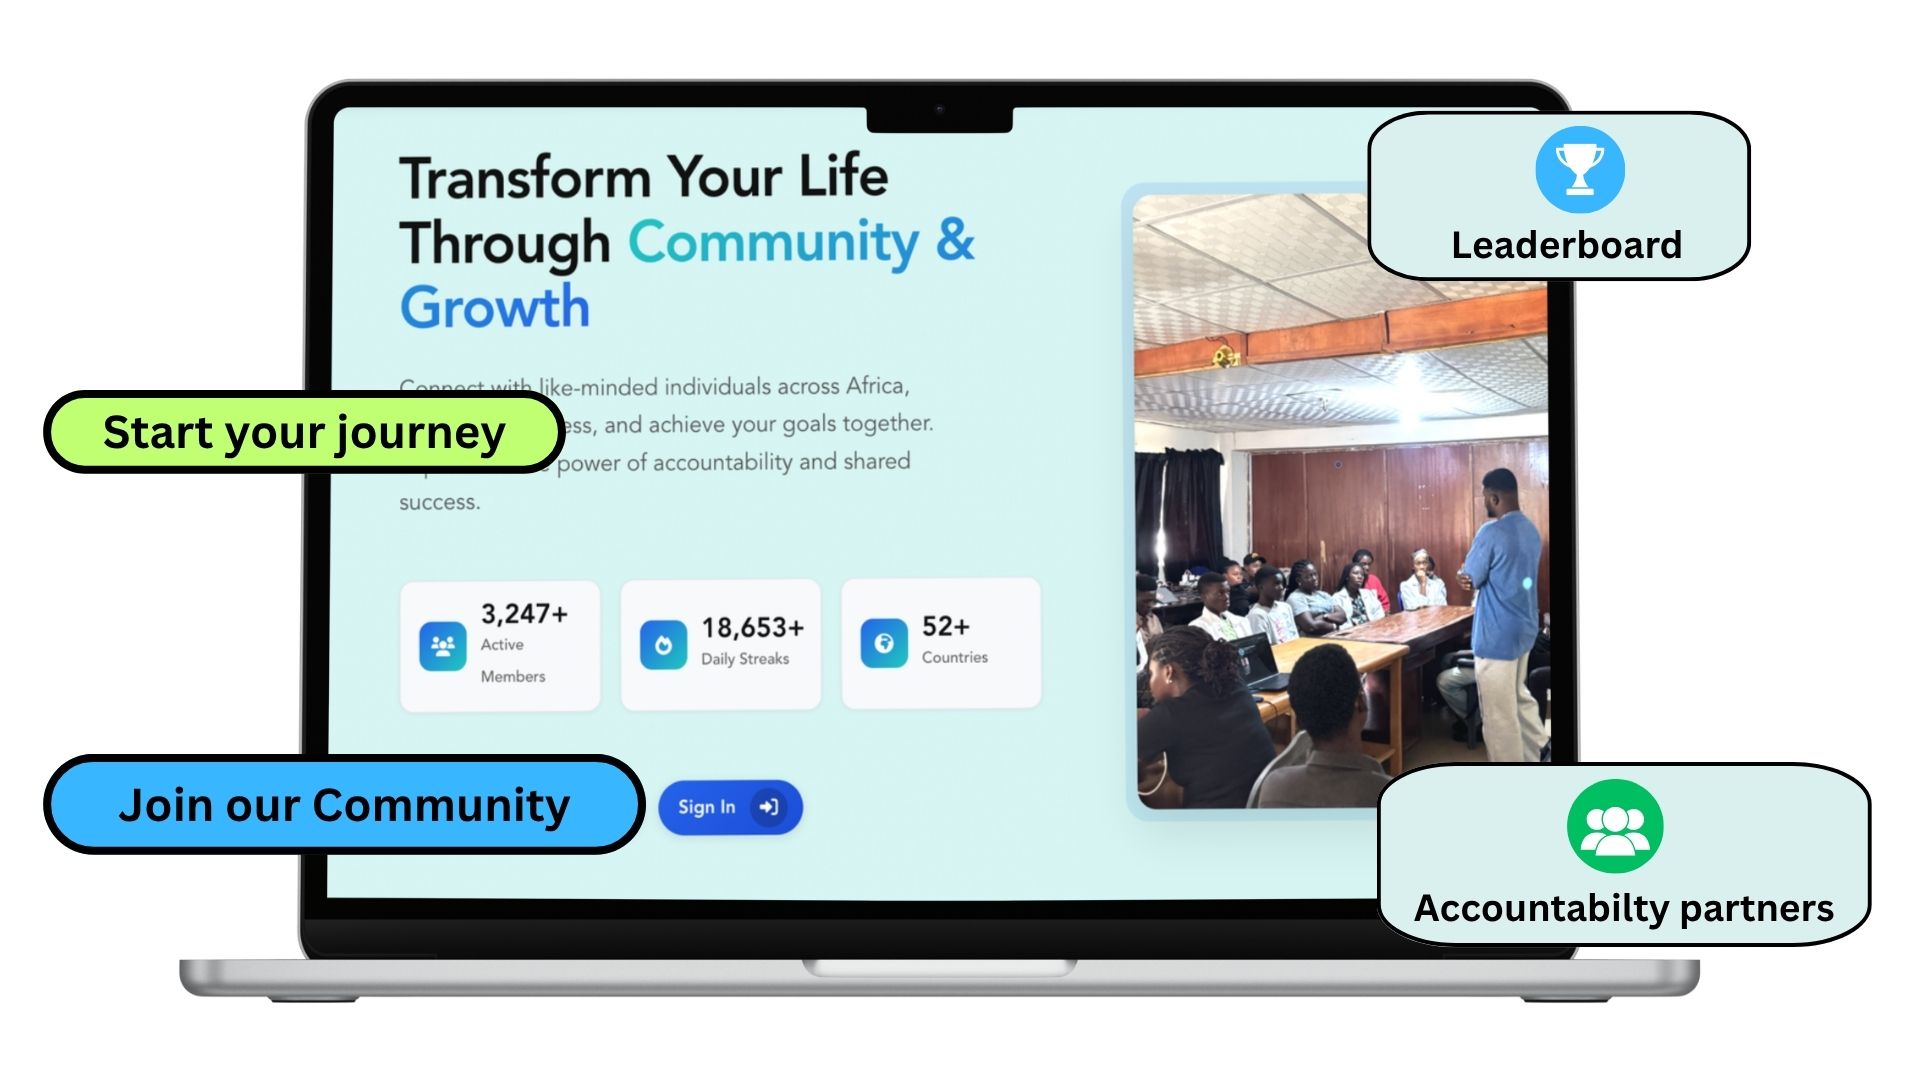 Transform Your Life
Through Community &
Growth
Connect with like-minded individuals across Africa,
ess, and achieve your goals together.
power of accountability and shared
success.
Start your journey
3,247+
Active
Members
18,653+
Daily Streaks
52+
Countries
Join our Community
Sign In
Leaderboard
Accountabilty partners